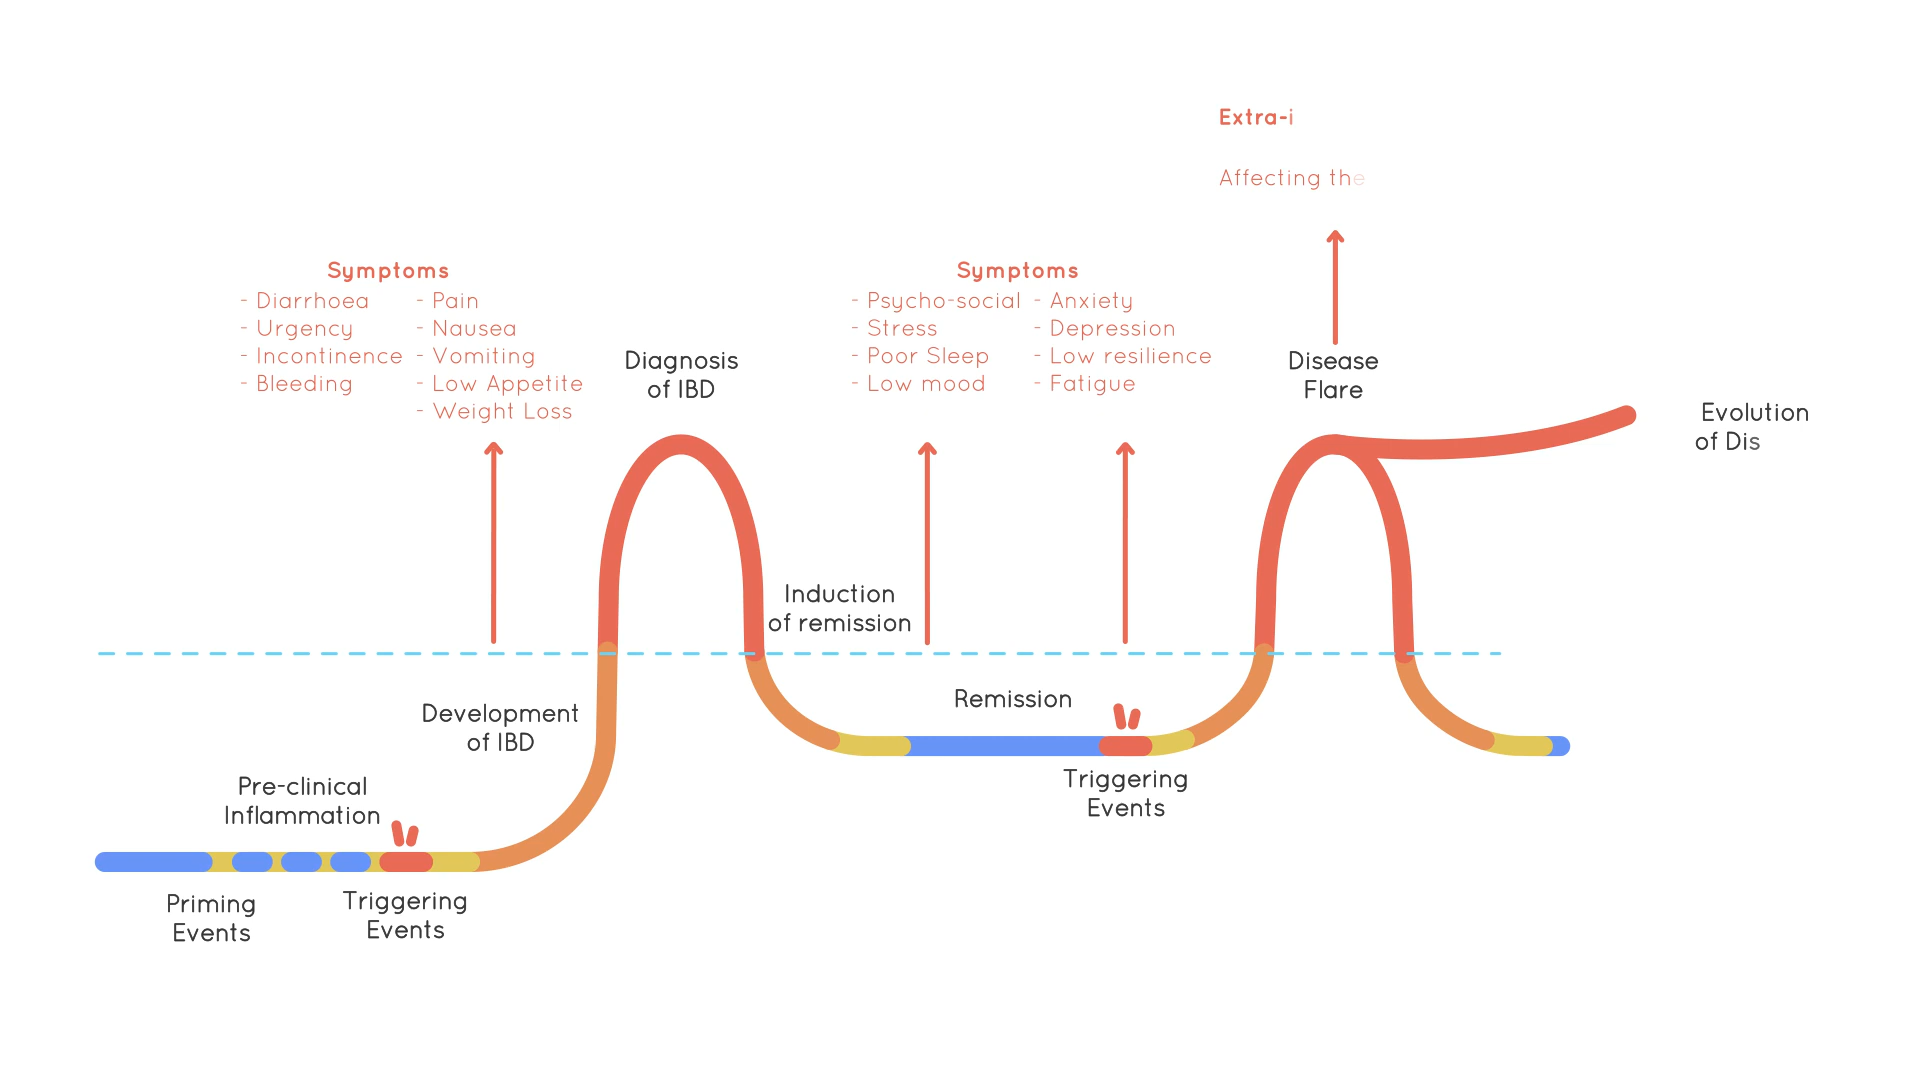 Extra-i
Affecting the
Symptoms
- Diarrhoea
- Urgency
- Incontinence
- Bleeding
- Pain
- Nausea
- Vomiting
- Low Appetite
- Weight Loss
Diagnosis
of IBD
Symptoms
- Psycho-social
- Stress
- Poor Sleep
- Low mood
- Anxiety
- Depression
- Low resilience
- Fatigue
Disease
Flare
Evolution
of Dis
Induction
of remission
Development
of IBD
Remission
Pre-clinical
Inflammation
Triggering
Events
Priming
Events
Triggering
Events